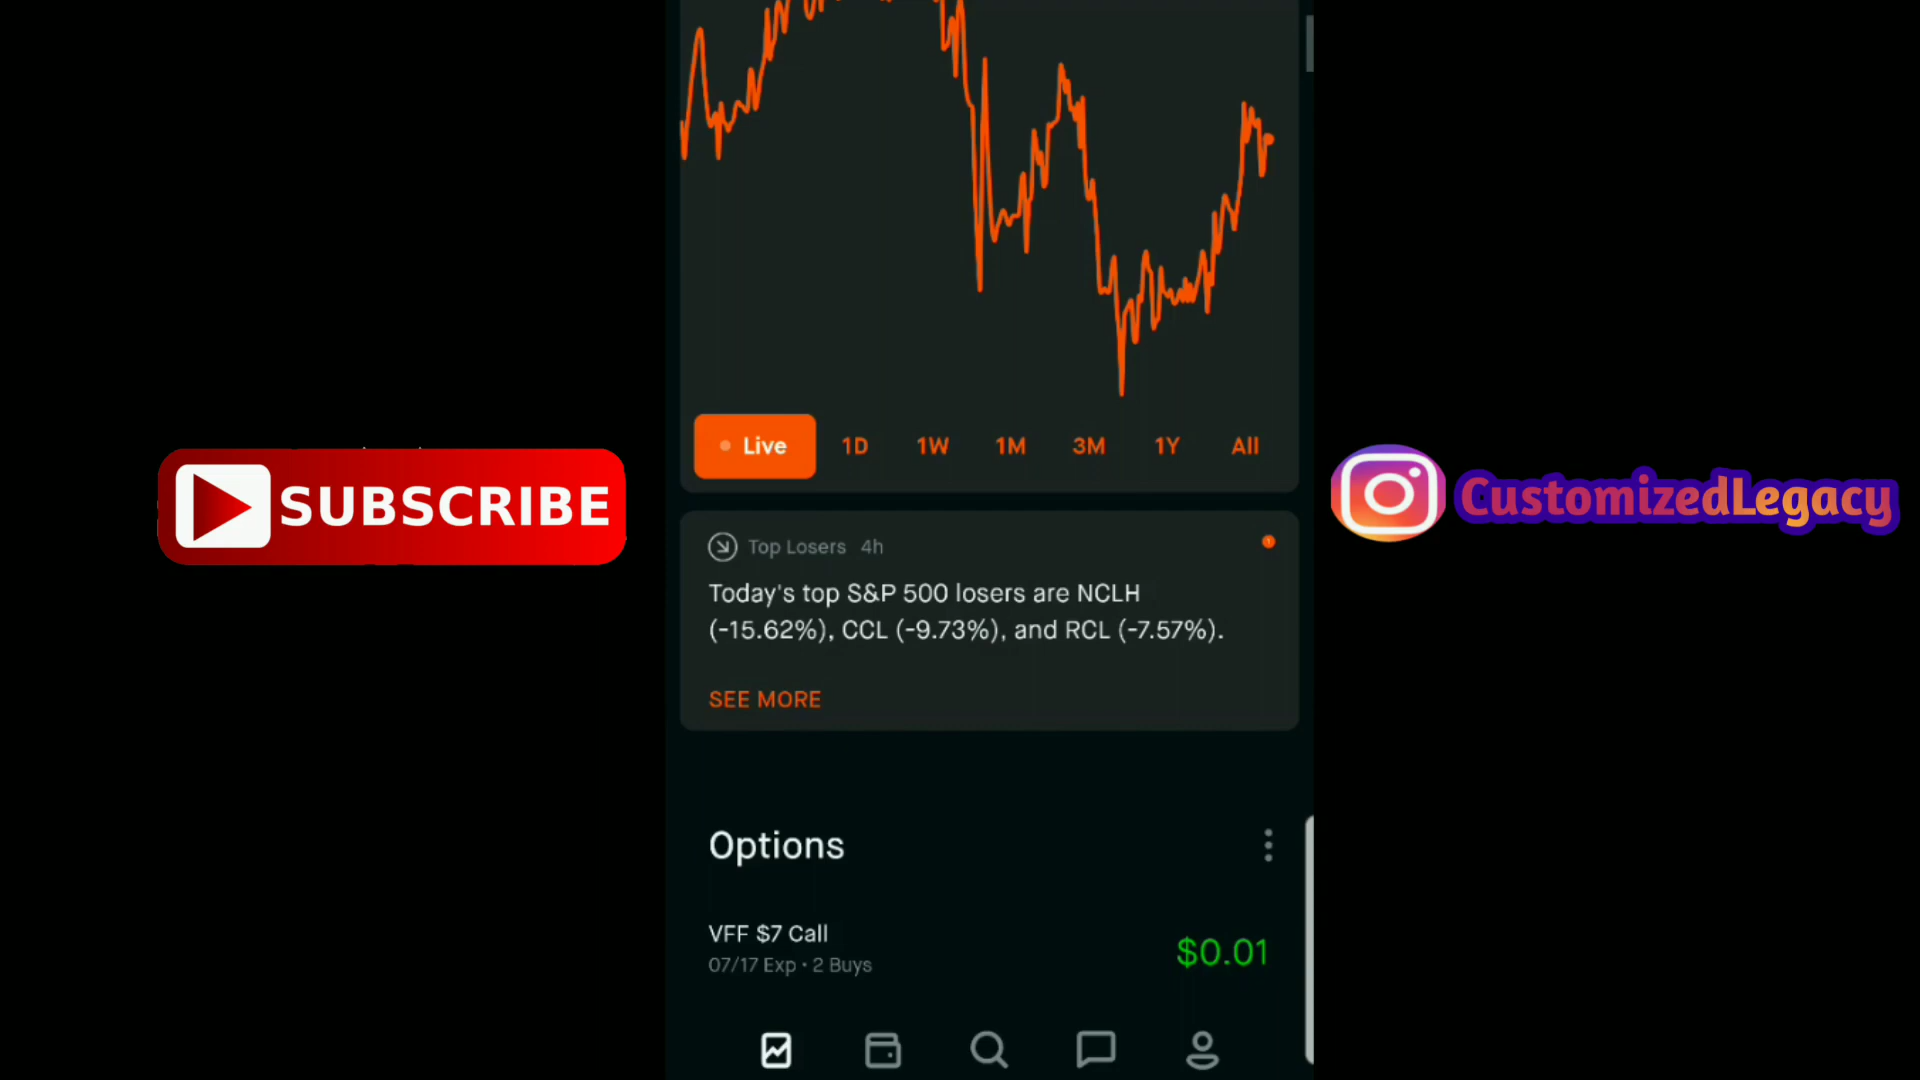 Live 1D 1W 1M 3M 1Y All
SUBSCRIBE
CustomizedLegacy
Top Losers 4h
Today's top S&P 500 losers are NCLH
(-15.62%), CCL (-9.73%), and RCL (-7.57%).
SEE MORE
Options
VFF $7 Call
07/17 Exp • 2 Buys
$0.01